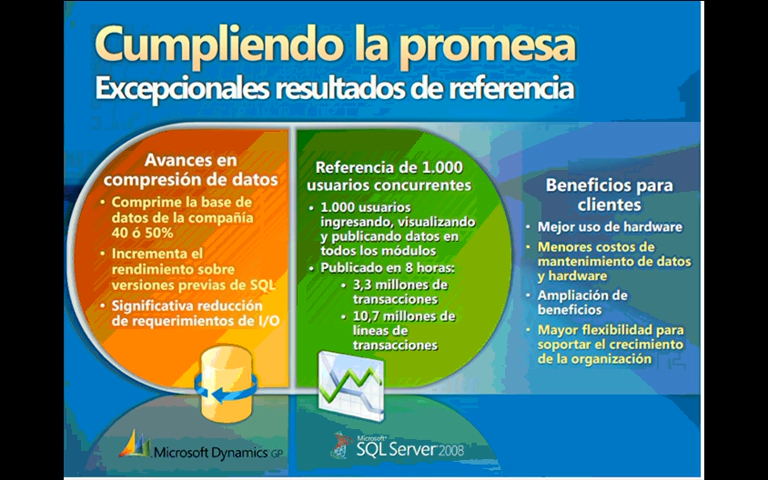 Cumpliendo la promesa
Excepcionales resultados de referencia
Avances en
compresión de datos
• Comprime la base de
datos de la compañía
40 ó 50%
• Incrementa el
rendimiento sobre
versiones previas de SQL
• Significativa reducción
de requerimientos de I/O
Referencia de 1.000
usuarios concurrentes
• 1.000 usuarios
ingresando, visualizando
y publicando datos en
todos los módulos
• Publicado en 8 horas:
• 3,3 millones de
transacciones
• 10,7 millones de
líneas de
transacciones
Beneficios para
clientes
• Mejor uso de hardware
• Menores costos de
mantenimiento de datos
y hardware
• Ampliación de
beneficios
• Mayor flexibilidad para
soportar el crecimiento
de la organización
Microsoft Dynamics GP
Microsoft
SQL Server 2008